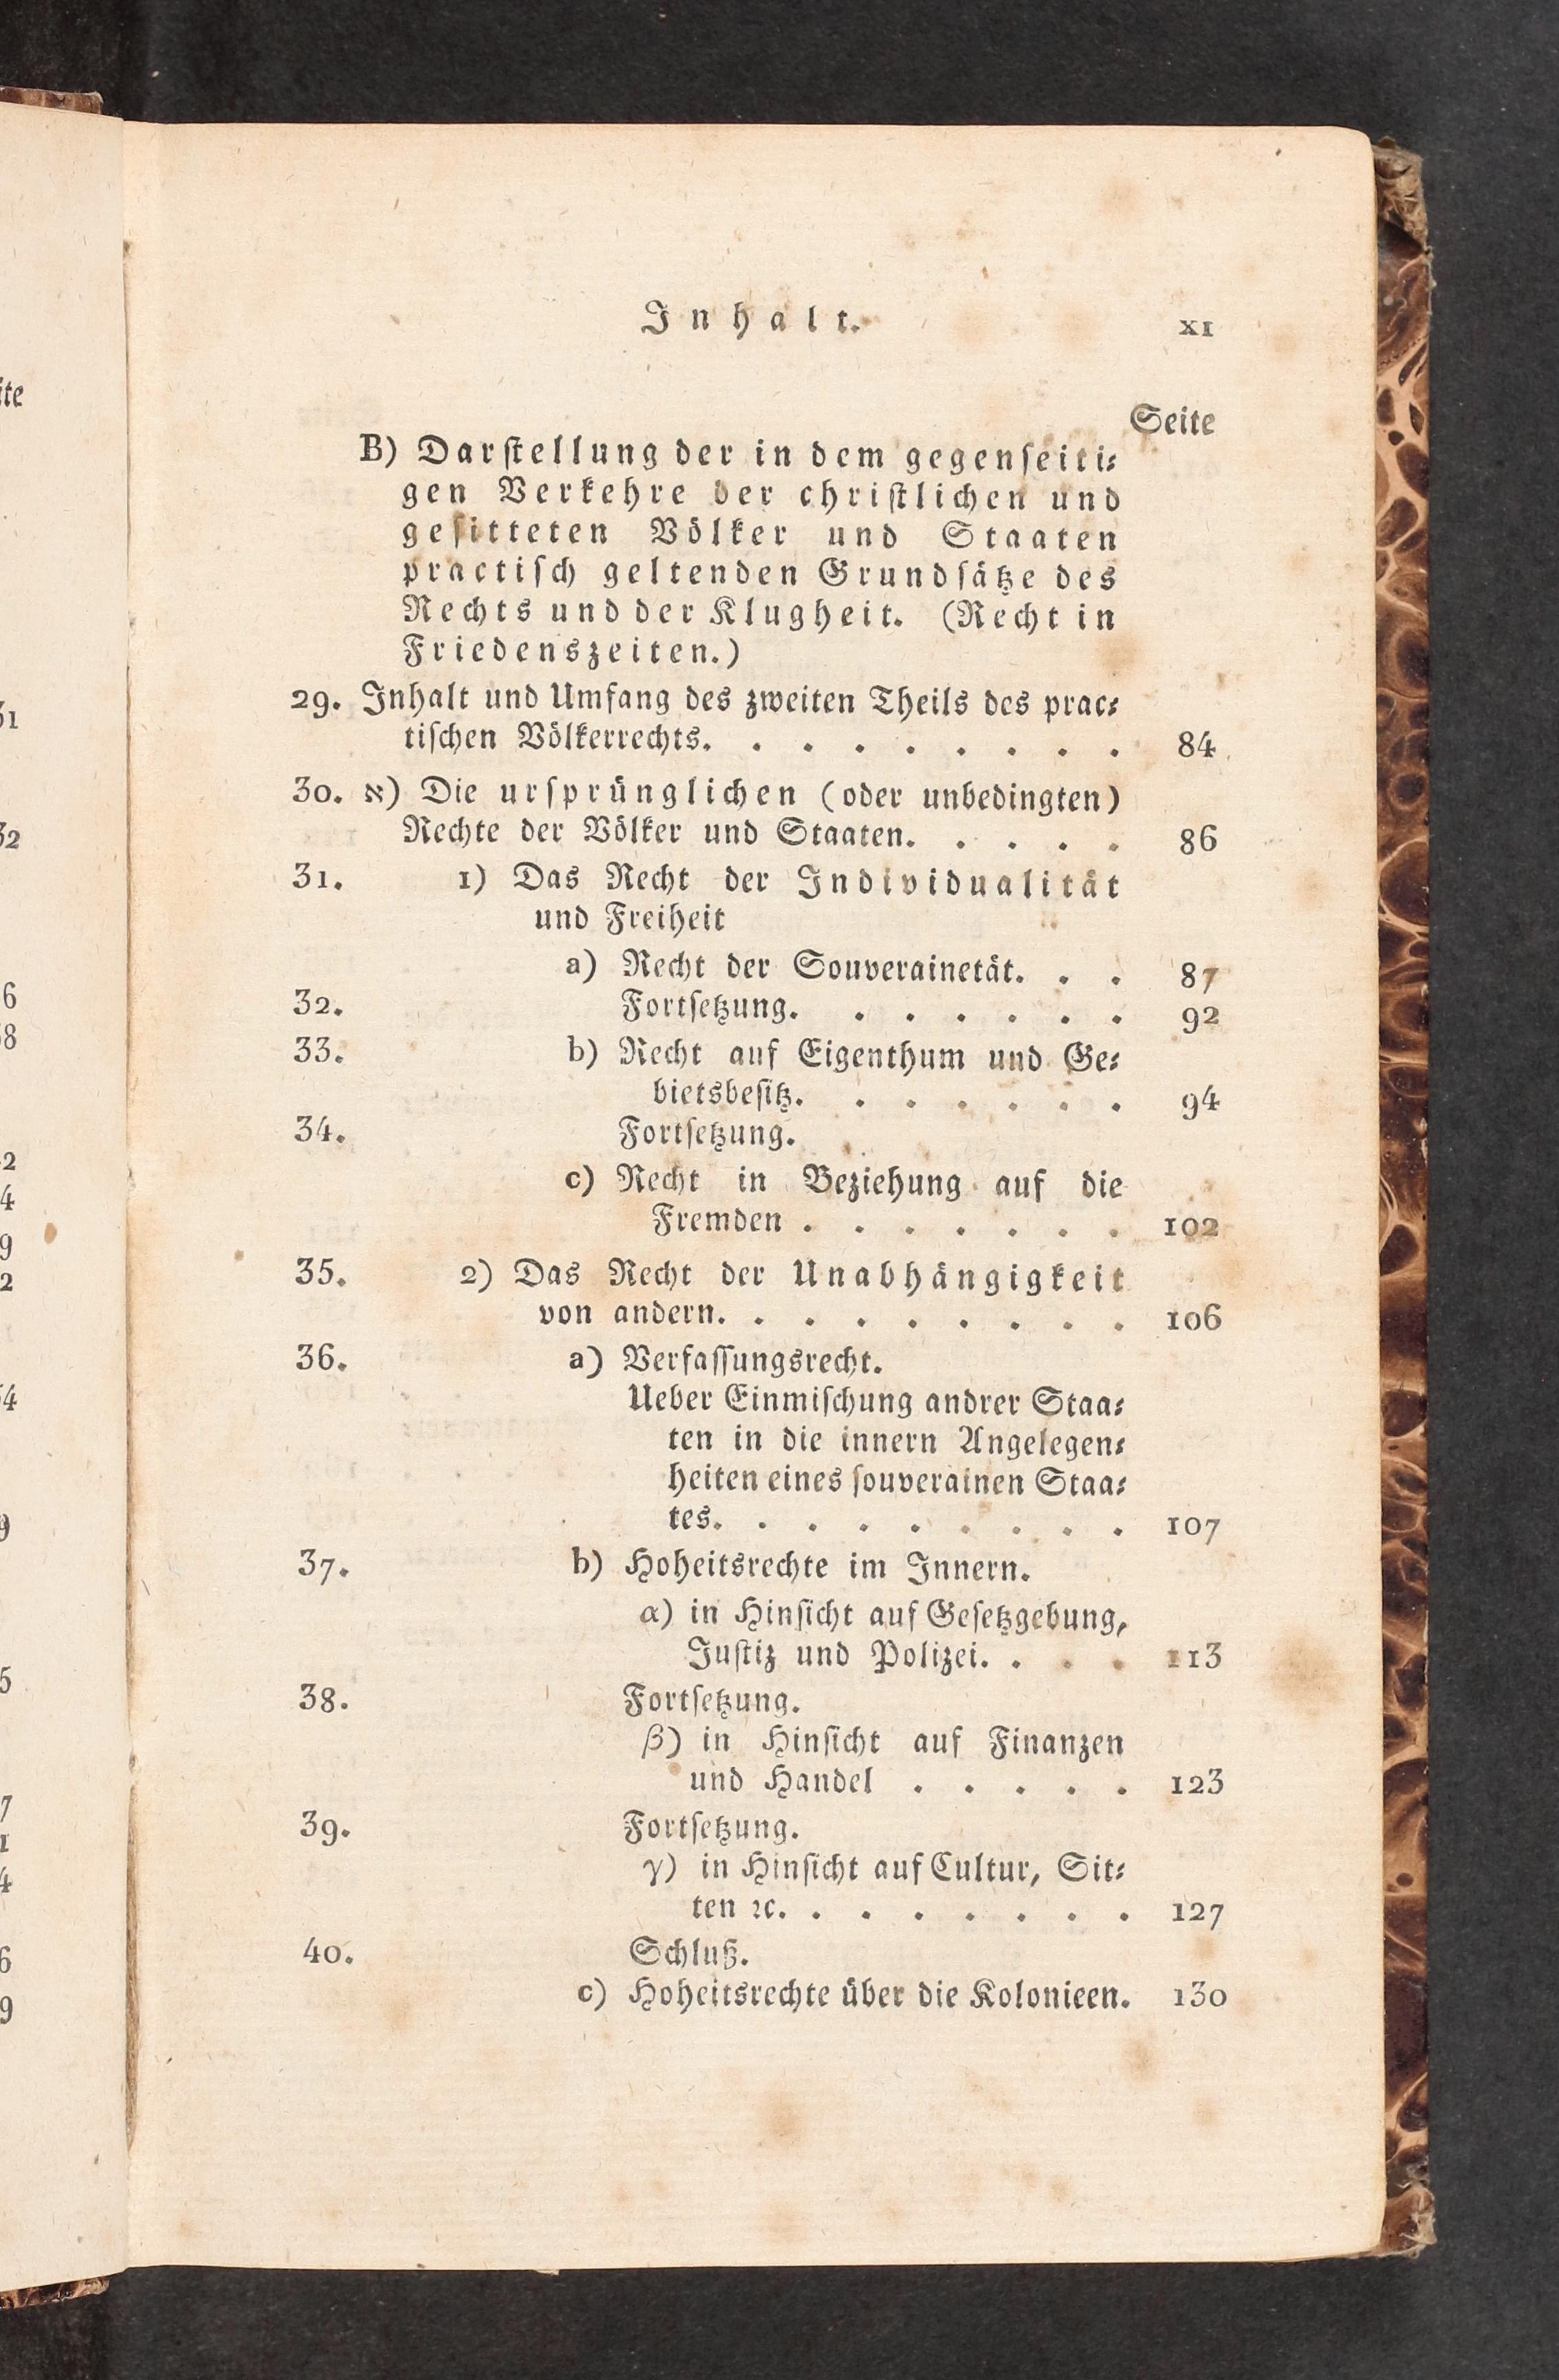 Inhalt. XI
Seite
B) Darſtellung der in dem gegenſeiti⸗
gen Verkehre der chriſtlichen und
geſitteten Völker und Staaten
practiſch geltenden Grundſätze des
Rechts und der Klugheit. (Recht in
Friedenszeiten.)
29. Inhalt und Umfang des zweiten Theils des prac⸗
tiſchen Völkerrechts. . . . . . . . . 84
30. א) Die urſprünglichen (oder unbedingten)
Rechte der Völker und Staaten. . . . . 86
31. 1) Das Recht der Individualität
und Freiheit
a) Recht der Souverainetät. . . 87
32. Fortſetzung. . . . . . . 92
33. b) Recht auf Eigenthum und Ge⸗
bietsbeſitz. . . . . . . 94
34. Fortſetzung.
c) Recht in Beziehung auf die
Fremden . . . . . . . 102
35. 2) Das Recht der Unabhängigkeit
von andern. . . . . . . . . 106
36. a) Verfaſſungsrecht.
Ueber Einmiſchung andrer Staa⸗
ten in die innern Angelegen⸗
heiten eines ſouverainen Staa⸗
tes. . . . . . . . . 107
37. b) Hoheitsrechte im Innern.
α) in Hinſicht auf Geſetzgebung,
Juſtiz und Polizei. . . . 113
38. Fortſetzung.
β) in Hinſicht auf Finanzen
und Handel . . . . . 123
39. Fortſetzung.
γ) in Hinſicht auf Cultur, Sit⸗
ten ꝛc. . . . . . . . 127
40. Schluß.
c) Hoheitsrechte über die Kolonieen. 130